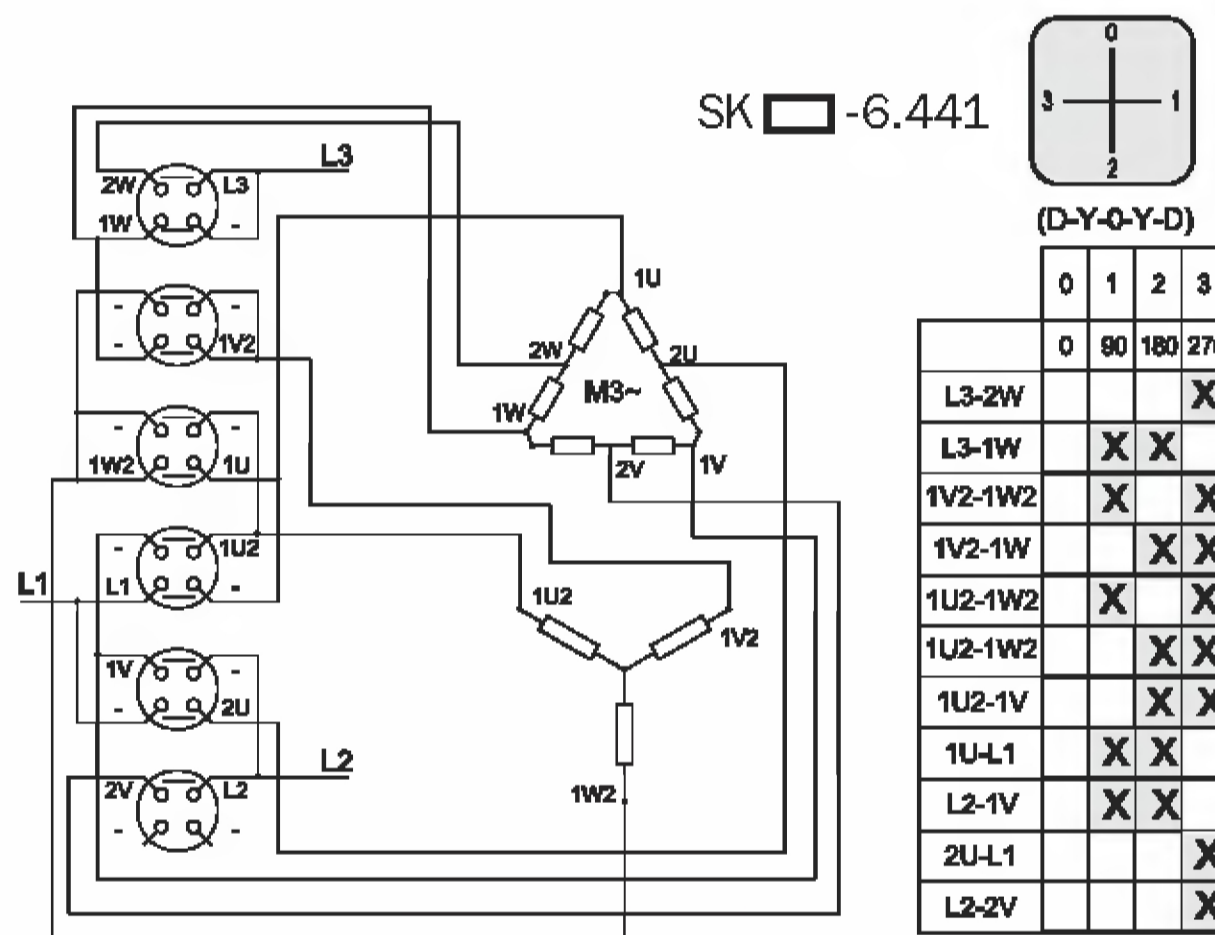 SK -6.441
0
3 1
2
(D-Y-0-Y-D)
0 1 2 3
0 90 180 270
L3-2W X
L3-1W X X
1V2-1W2 X X
1V2-1W X X
1U2-1W2 X X
1U2-1W2 X X
1U2-1V X X
1U-L1 X X
L2-1V X X
2U-L1 X
L2-2V X
L3
2W L3
1W -
- -
- 1V2
- -
1W2 1U
- 1U2
L1
L1 -
1V -
- 2U
L2
2V L2
- -
1U
2W 2U
M3~
1W
2V 1V
1U2
1V2
1W2